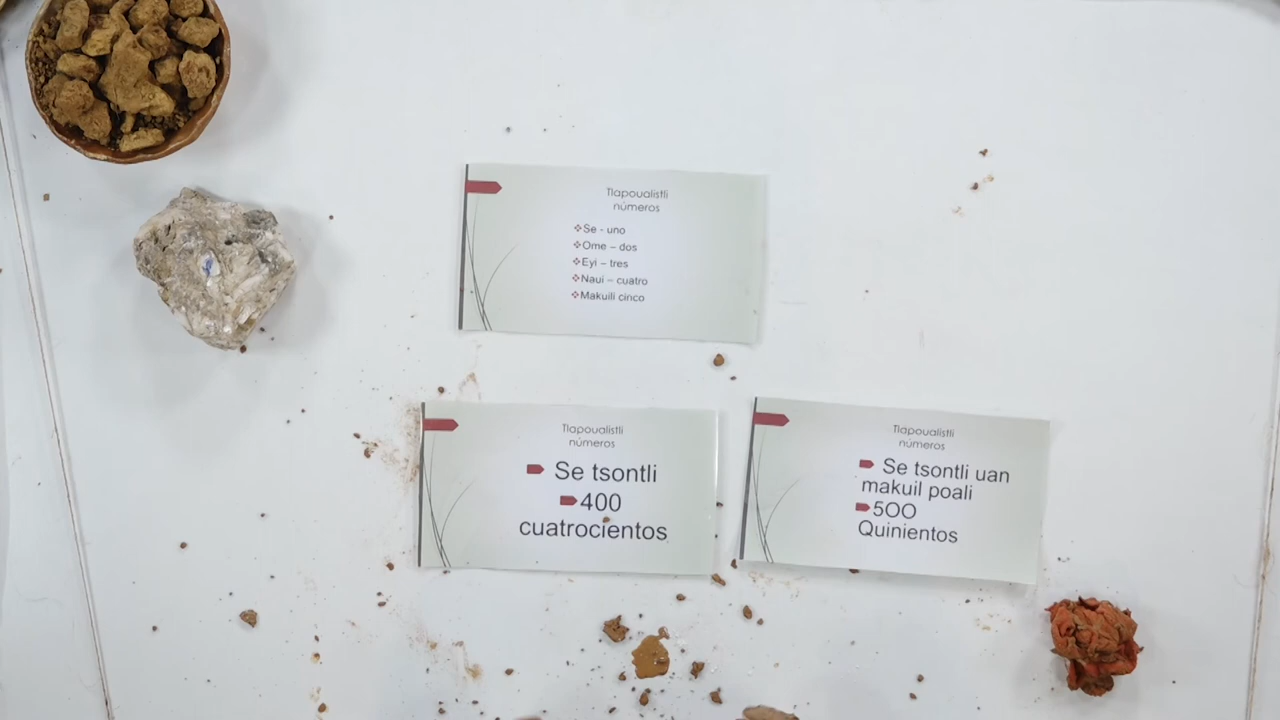 Tlapoualistli
números
Se - uno
Ome – dos
Eyi – tres
Naui – cuatro
Makuili cinco
Tlapoualistli
números
Se tsontli
400
cuatrocientos
Tlapoualistli
números
Se tsontli uan
makuil poali
5OO
Quinientos